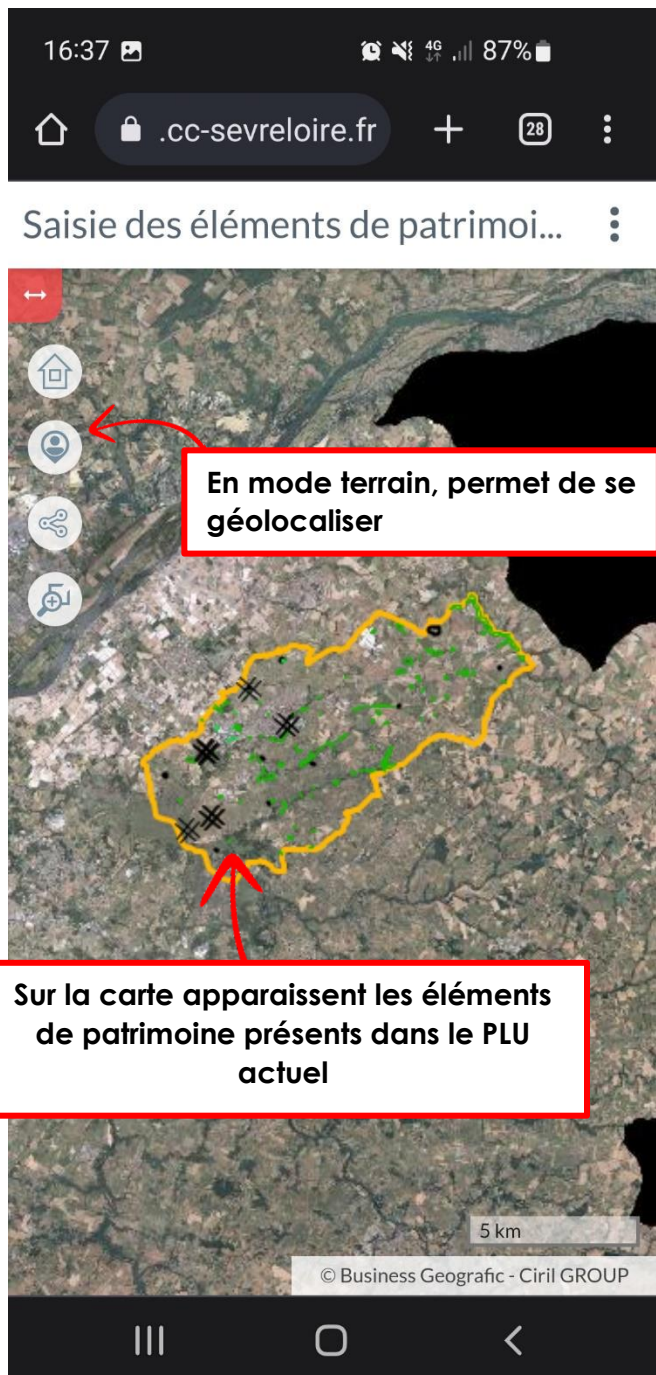 16:37
4G
87%
.cc-sevreloire.fr
28
Saisie des éléments de patrimoi...
En mode terrain, permet de se
géolocaliser
Sur la carte apparaissent les éléments
de patrimoine présents dans le PLU
actuel
5 km
© Business Geografic - Ciril GROUP